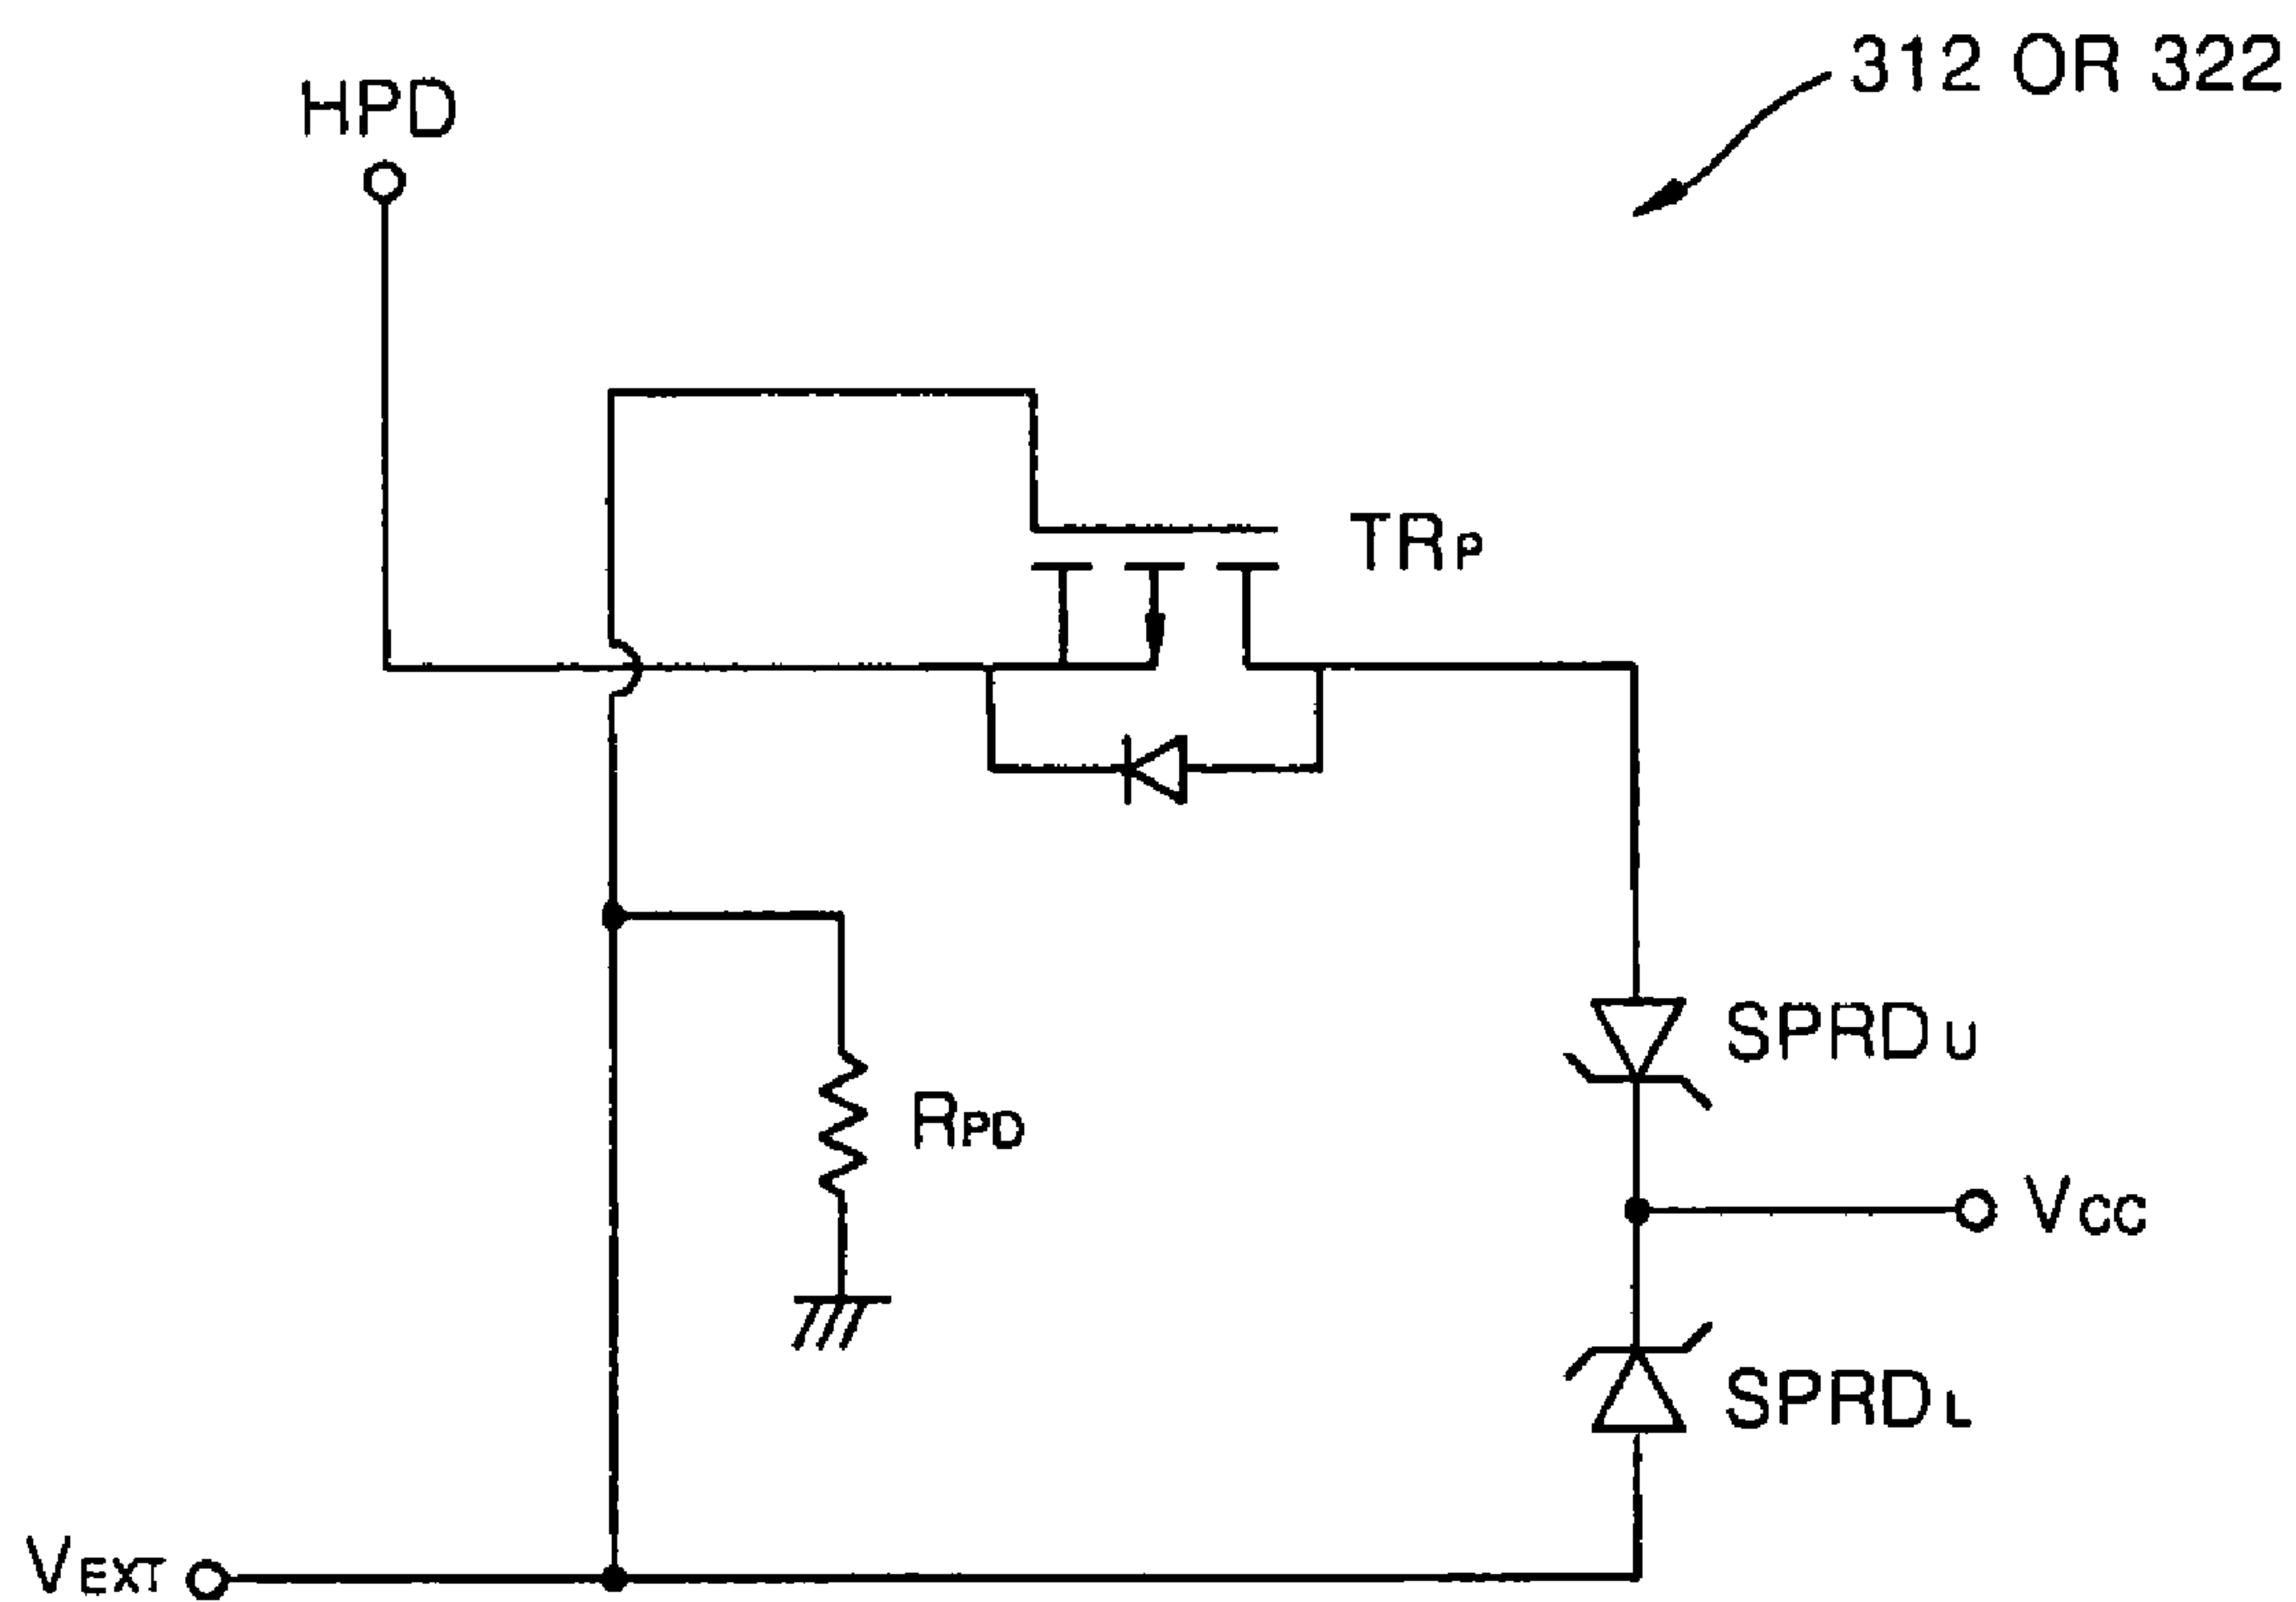 312 OR 322
HPD
TRP
SPRDU
RPD
VCC
SPRDL
VEXT